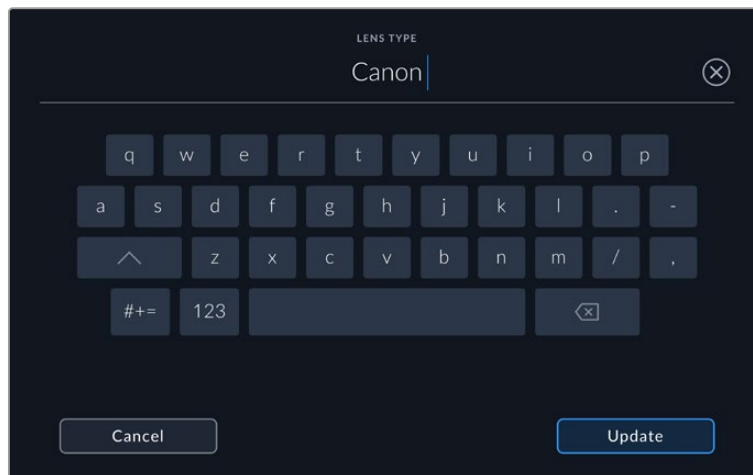 LENS TYPE
Canon
q w e r t y u i o p
a s d f g h j k l . -
z x c v b n m / ,
#+= 123
Cancel Update